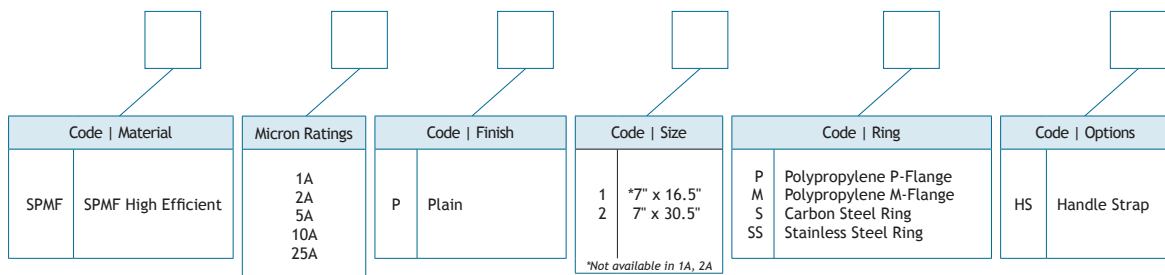 Code | Material
SPMF SPMF High Efficient
Micron Ratings
1A
2A
5A
10A
25A
Code | Finish
P Plain
Code | Size
1 *7" x 16.5"
2 7" x 30.5"
*Not available in 1A, 2A
Code | Ring
P Polypropylene P-Flange
M Polypropylene M-Flange
S Carbon Steel Ring
SS Stainless Steel Ring
Code | Options
HS Handle Strap